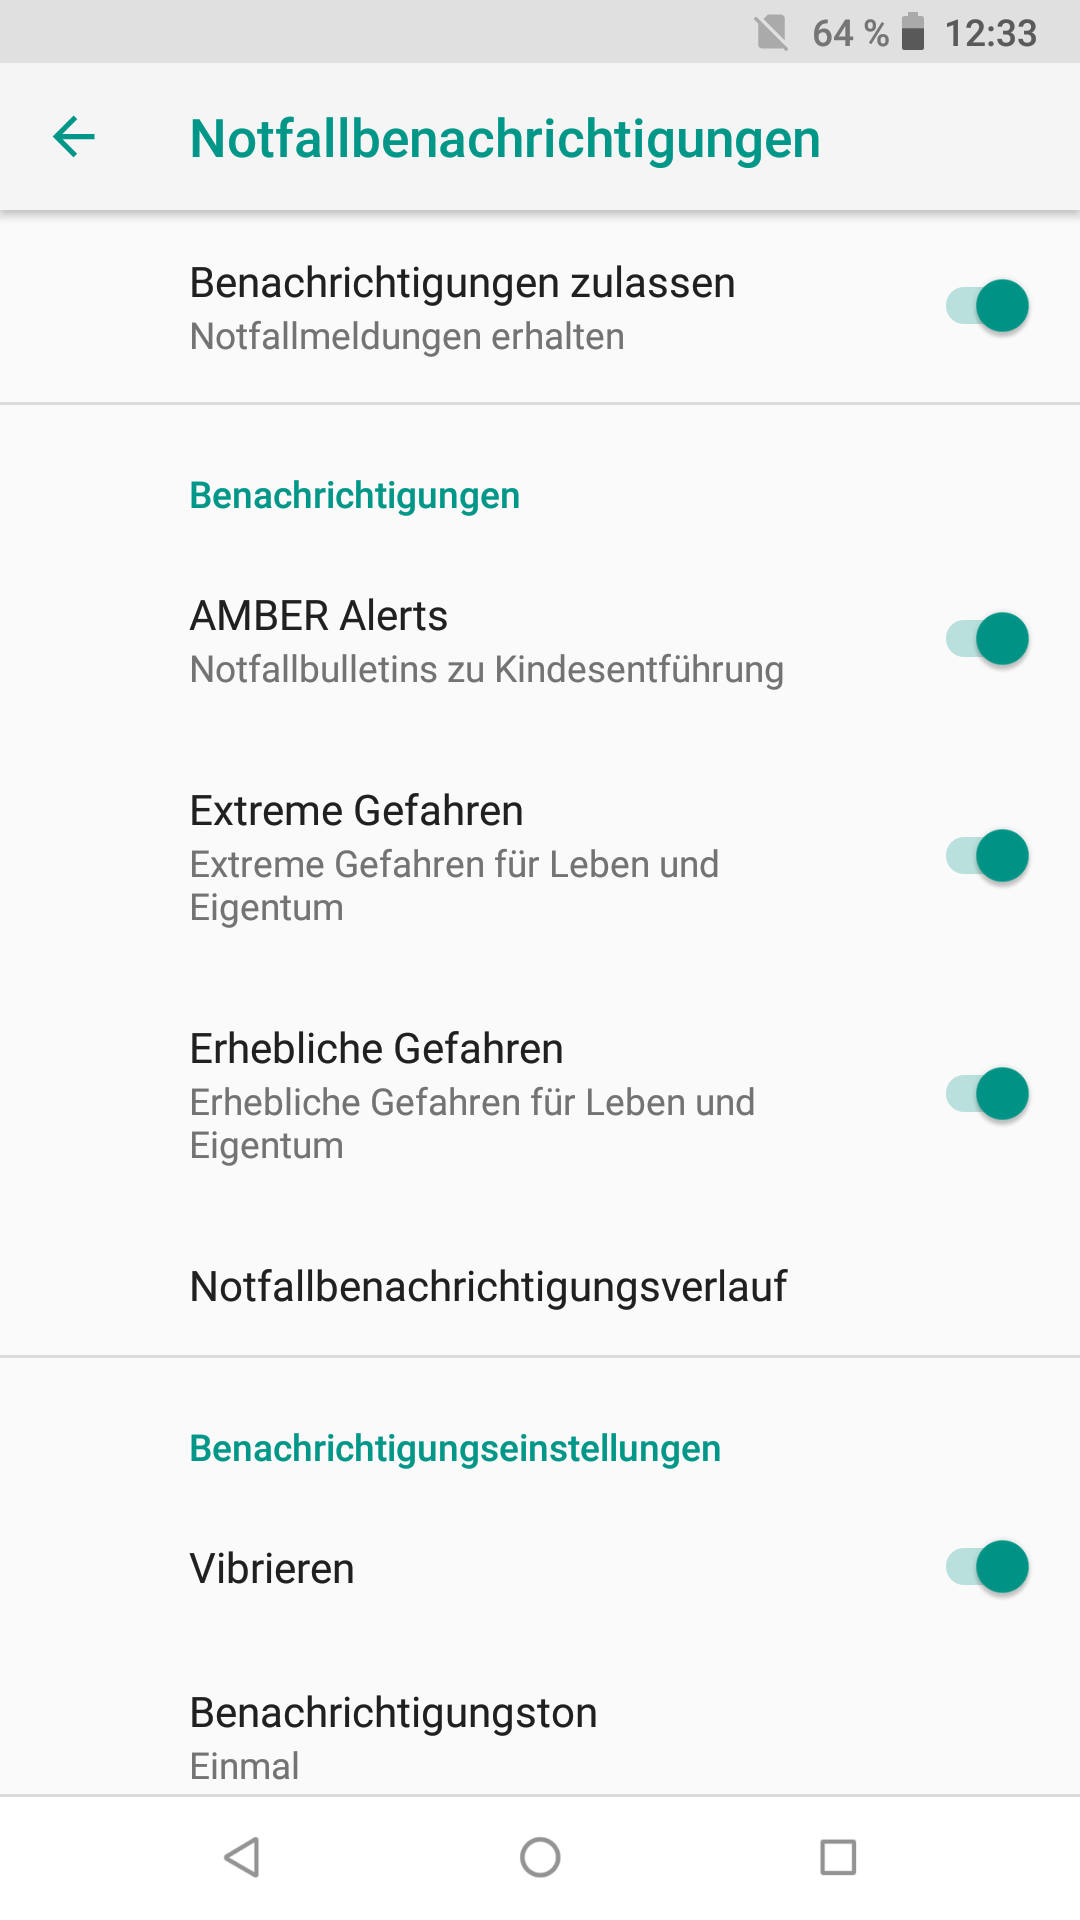 64 % 12:33
Notfallbenachrichtigungen
Benachrichtigungen zulassen
Notfallmeldungen erhalten
Benachrichtigungen
AMBER Alerts
Notfallbulletins zu Kindesentführung
Extreme Gefahren
Extreme Gefahren für Leben und
Eigentum
Erhebliche Gefahren
Erhebliche Gefahren für Leben und
Eigentum
Notfallbenachrichtigungsverlauf
Benachrichtigungseinstellungen
Vibrieren
Benachrichtigungston
Einmal